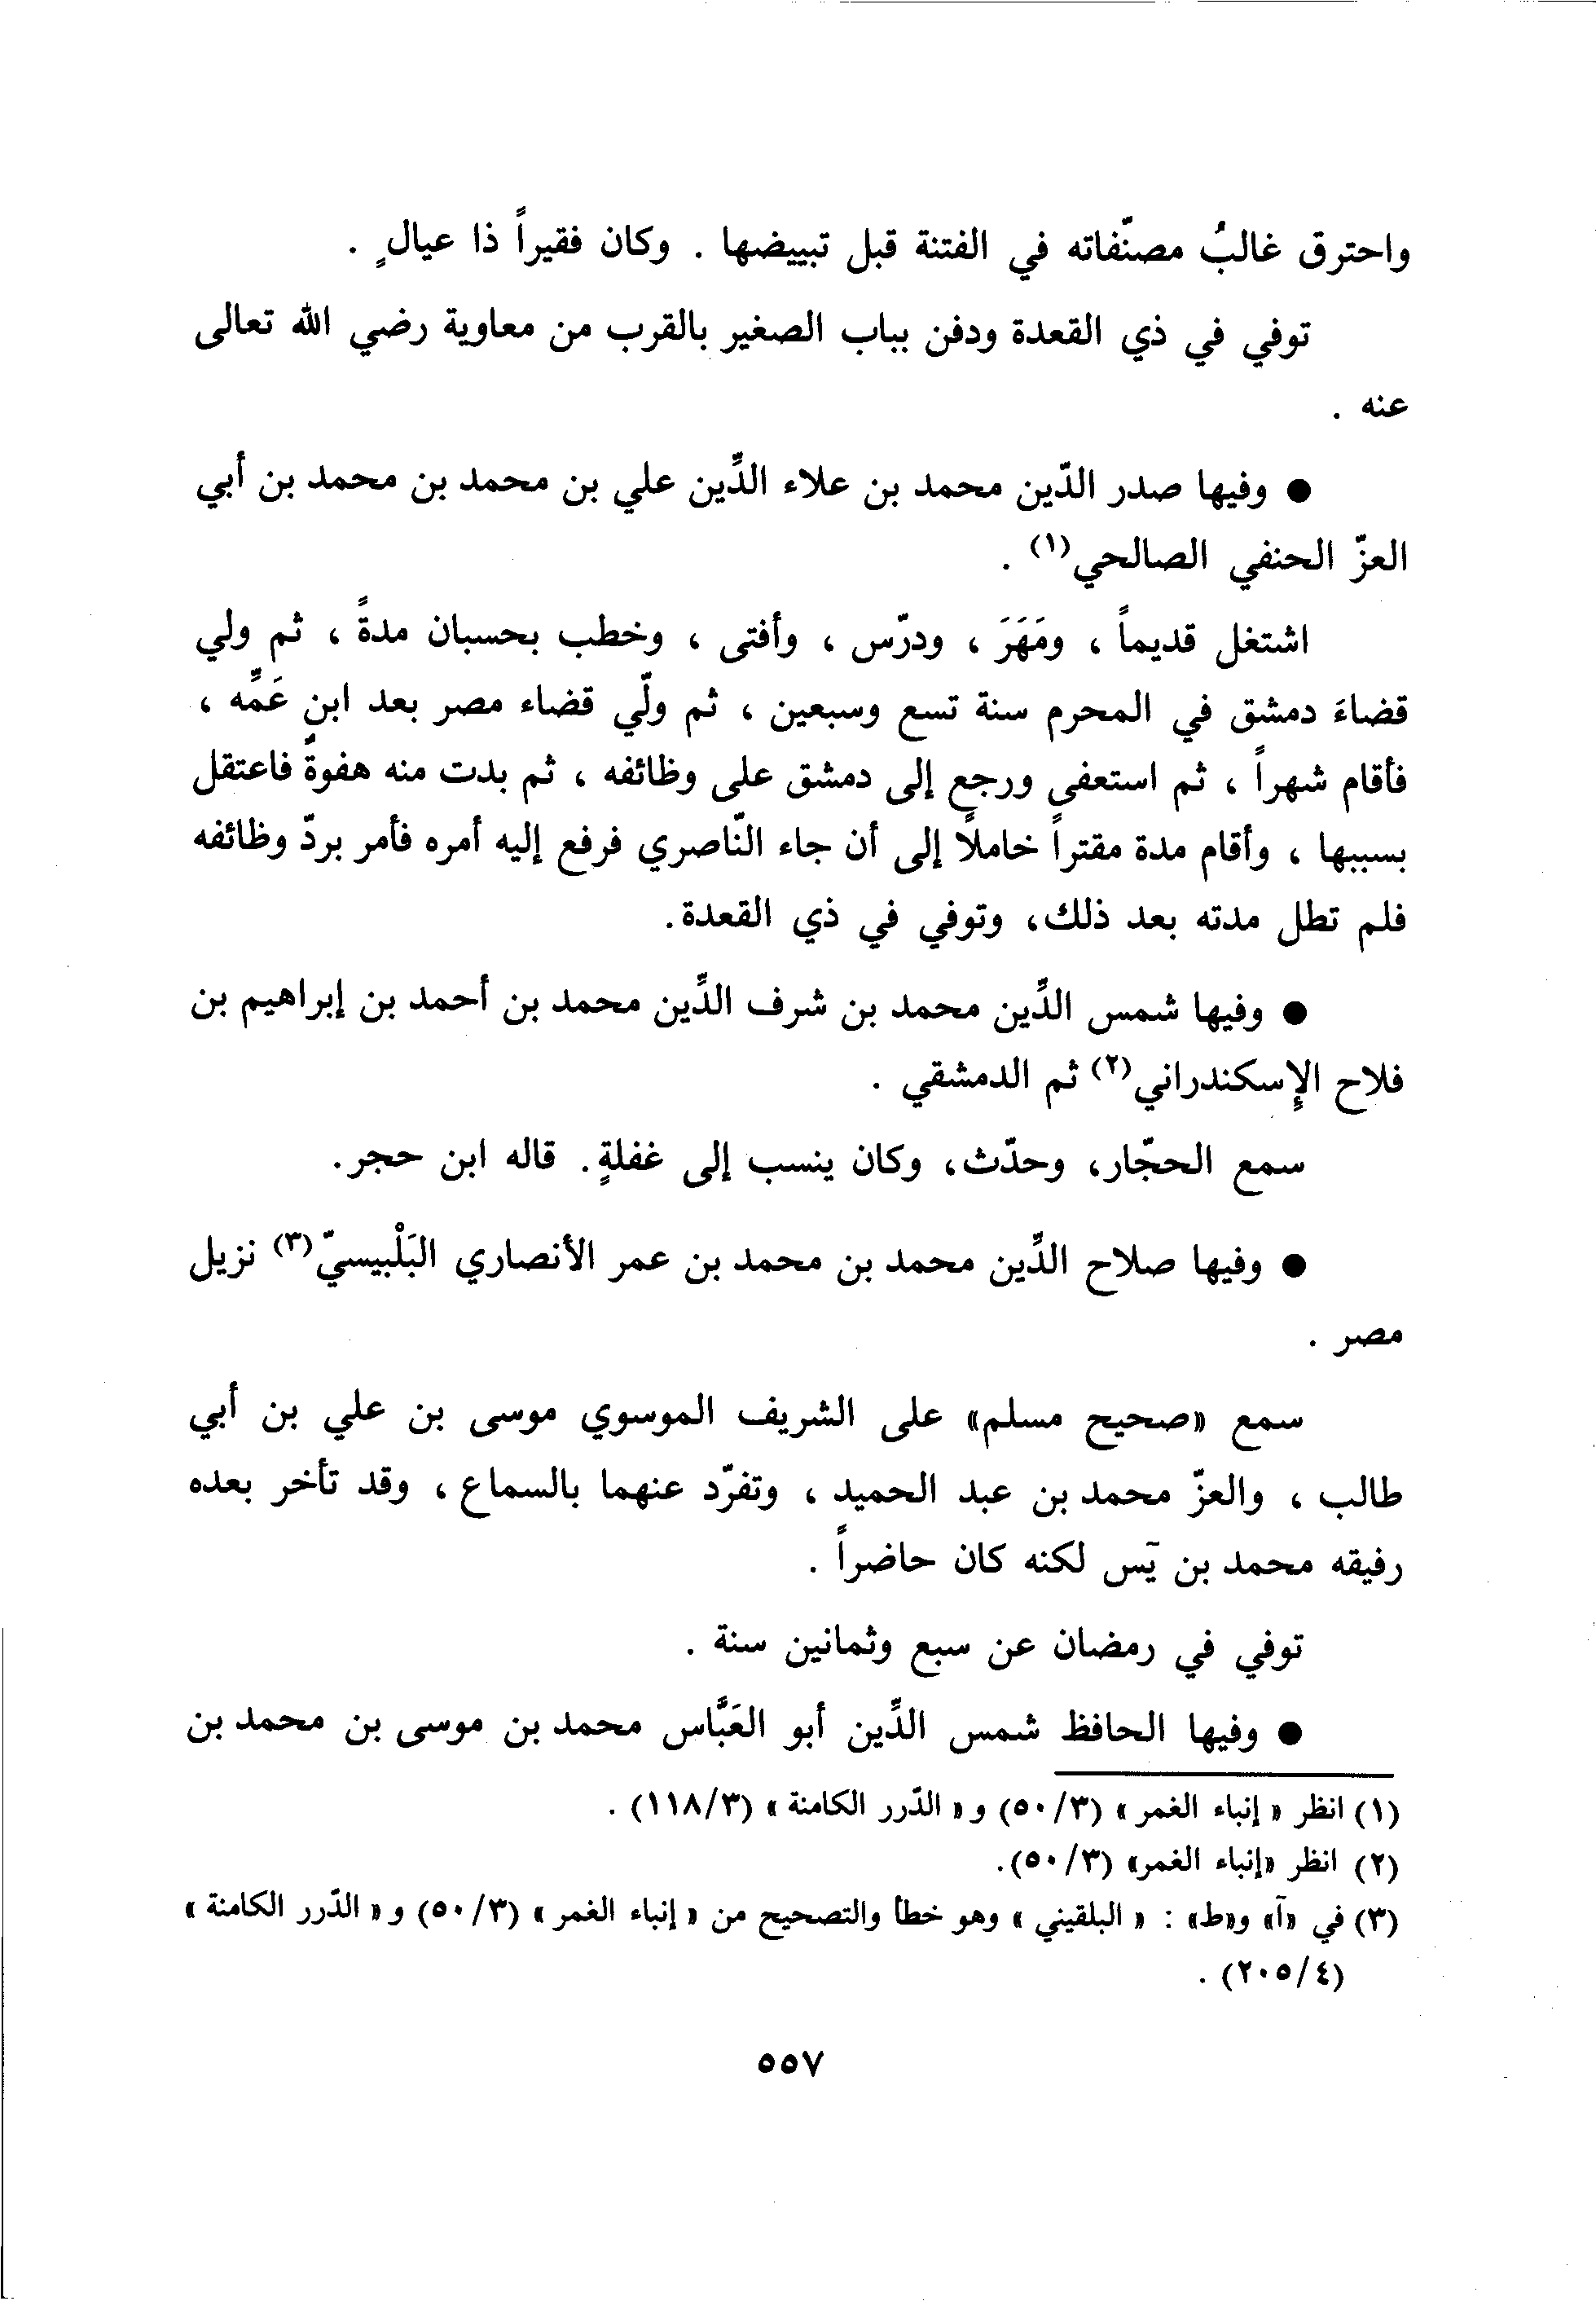 واحترق غالبُ مصنّفاته في الفتنة قبل تبييضها . وكان فقيراً ذا عيالٍ .
توفي في ذي القعدة ودفن بباب الصغير بالقرب من معاوية رضي الله تعالى
عنه .
● وفيها صدر الدّين محمد بن علاء الدِّين علي بن محمد بن محمد بن أبي
العزّ الحنفي الصالحي(١) .
اشتغل قديماً ، ومَهَرَ ، ودرّس ، وأفتى ، وخطب بحسبان مدةً ، ثم ولي
قضاءَ دمشق في المحرم سنة تسع وسبعين ، ثم ولّي قضاء مصر بعد ابنِ عَمِّه ،
فأقام شهراً ، ثم استعفى ورجع إلى دمشق على وظائفه ، ثم بدت منه هفوةٌ فاعتقل
بسببها ، وأقام مدة مقتراً خاملاً إلى أن جاء النّاصري فرفع إليه أمره فأمر بردّ وظائفه
فلم تطل مدته بعد ذلك، وتوفي في ذي القعدة.
● وفيها شمس الدِّين محمد بن شرف الدِّين محمد بن أحمد بن إبراهيم بن
فلاح الإسكندراني(٢) ثم الدمشقي .
سمع الحجّار، وحدّث، وكان ينسب إلى غفلةٍ. قاله ابن حجر.
● وفيها صلاح الدِّين محمد بن محمد بن عمر الأنصاري البَلْبيسيّ(٣) نزيل
مصر .
سمع «صحيح مسلم» على الشريف الموسوي موسى بن علي بن أبي
طالب ، والعزّ محمد بن عبد الحميد ، وتفرّد عنهما بالسماع ، وقد تأخر بعده
رفيقه محمد بن يٓس لكنه كان حاضراً .
توفي في رمضان عن سبع وثمانين سنة .
● وفيها الحافظ شمس الدِّين أبو العَبَّاس محمد بن موسى بن محمد بن
(١) انظر « إنباء الغمر » (٣/٥٠) و « الدّرر الكامنة » (٣/١١٨) .
(٢) انظر «إنباء الغمر» (٣/٥٠).
(٣) في «آ» و«ط» : « البلقيني » وهو خطأ والتصحيح من « إنباء الغمر » (٣/٥٠) و « الدّرر الكامنة »
(٤/٢٠٥) .
٥٥٧